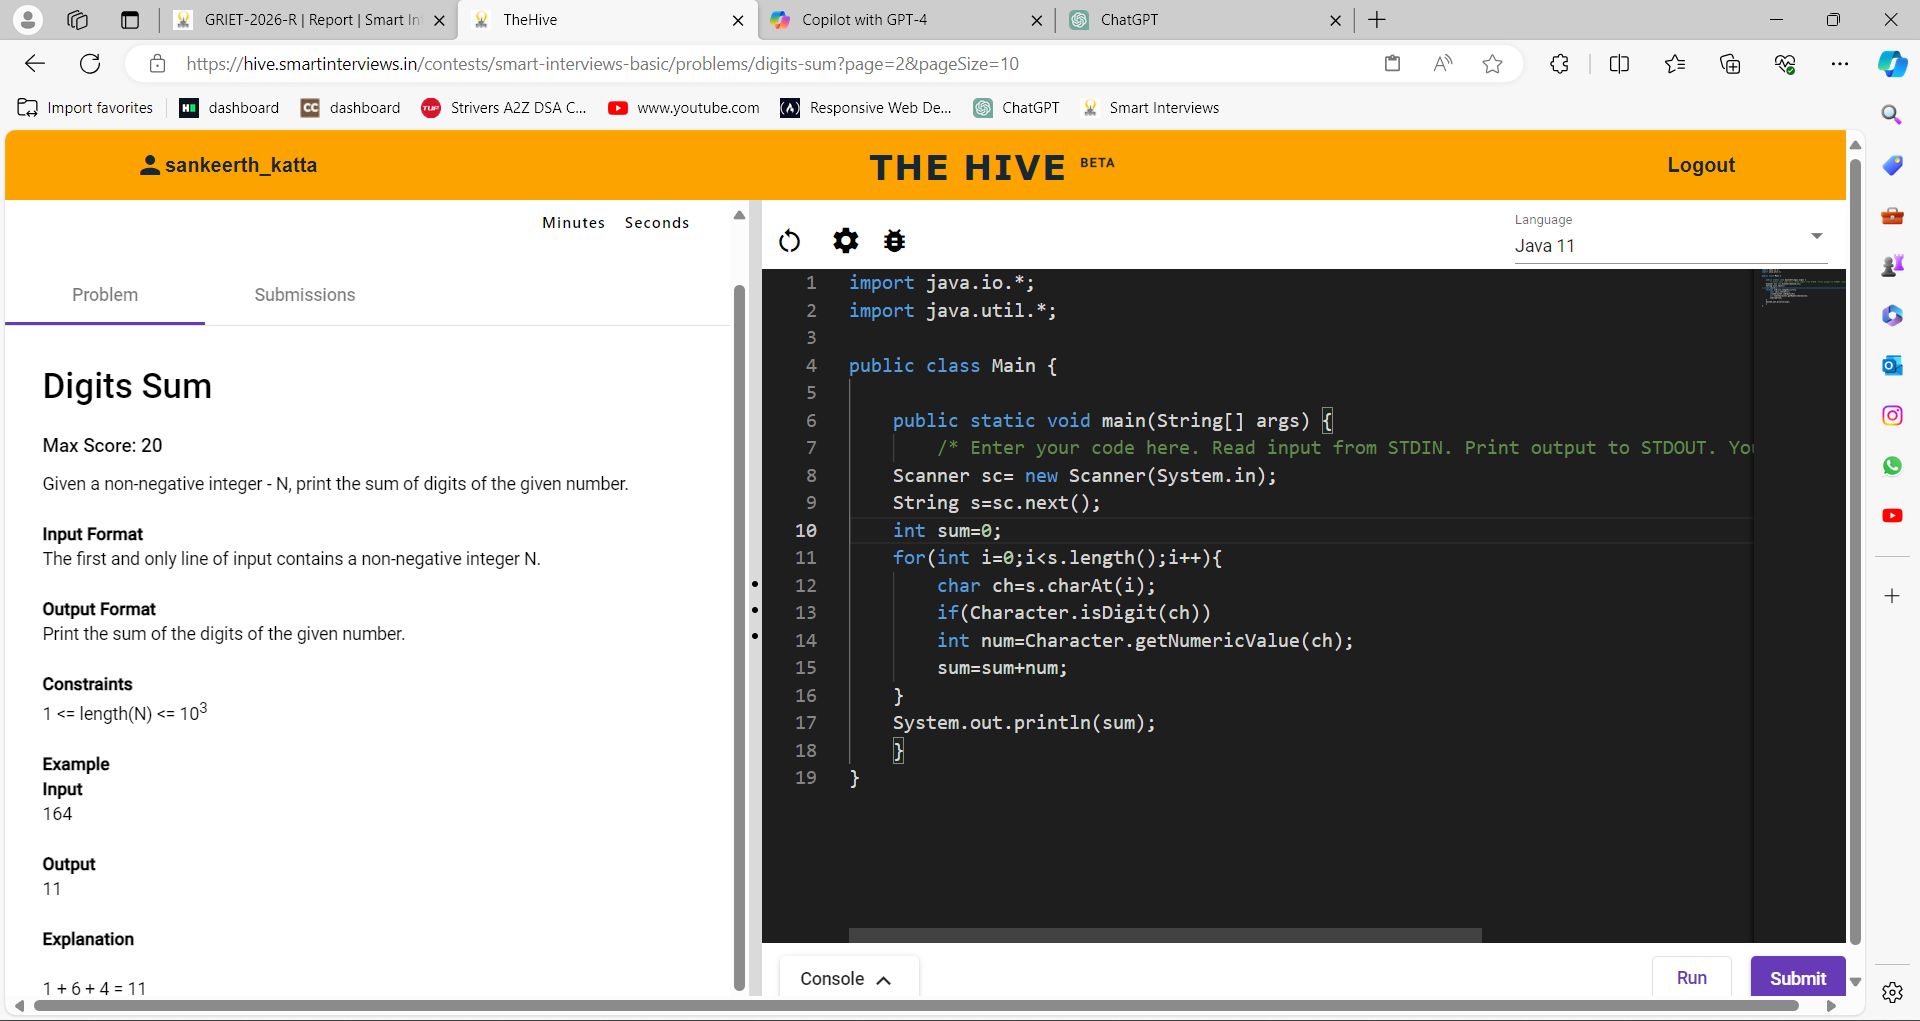 GRIET-2026-R | Report | Smart In
TheHive
Copilot with GPT-4
ChatGPT
https://hive.smartinterviews.in/contests/smart-interviews-basic/problems/digits-sum?page=2&pageSize=10
Import favorites
dashboard
CC
dashboard
TUF
Strivers A2Z DSA C...
www.youtube.com
Responsive Web De...
ChatGPT
Smart Interviews
sankeerth_katta
THE HIVE BETA
Logout
Minutes Seconds
Problem
Submissions
Digits Sum
Max Score: 20
Given a non-negative integer - N, print the sum of digits of the given number.
Input Format
The first and only line of input contains a non-negative integer N.
Output Format
Print the sum of the digits of the given number.
Constraints
1 <= length(N) <= 10³
Example
Input
164
Output
11
Explanation
1 + 6 + 4 = 11
Language
Java 11
1 import java.io.*;
2 import java.util.*;
3
4 public class Main {
5
6 public static void main(String[] args) {
7 /* Enter your code here. Read input from STDIN. Print output to STDOUT. Yo
8 Scanner sc= new Scanner(System.in);
9 String s=sc.next();
10 int sum=0;
11 for(int i=0;i<s.length();i++){
12 char ch=s.charAt(i);
13 if(Character.isDigit(ch))
14 int num=Character.getNumericValue(ch);
15 sum=sum+num;
16 }
17 System.out.println(sum);
18 }
19 }
Console
Run
Submit